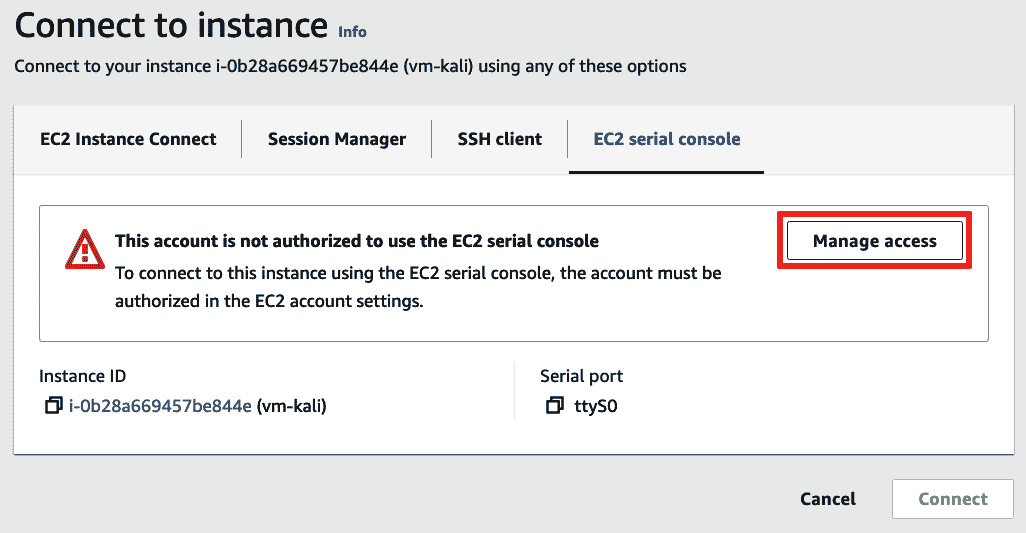 Connect to instance Info
Connect to your instance i-0b28a669457be844e (vm-kali) using any of these options
EC2 Instance Connect
Session Manager
SSH client
EC2 serial console
This account is not authorized to use the EC2 serial console
To connect to this instance using the EC2 serial console, the account must be
authorized in the EC2 account settings.
Manage access
Instance ID
i-0b28a669457be844e (vm-kali)
Serial port
ttyS0
Cancel
Connect